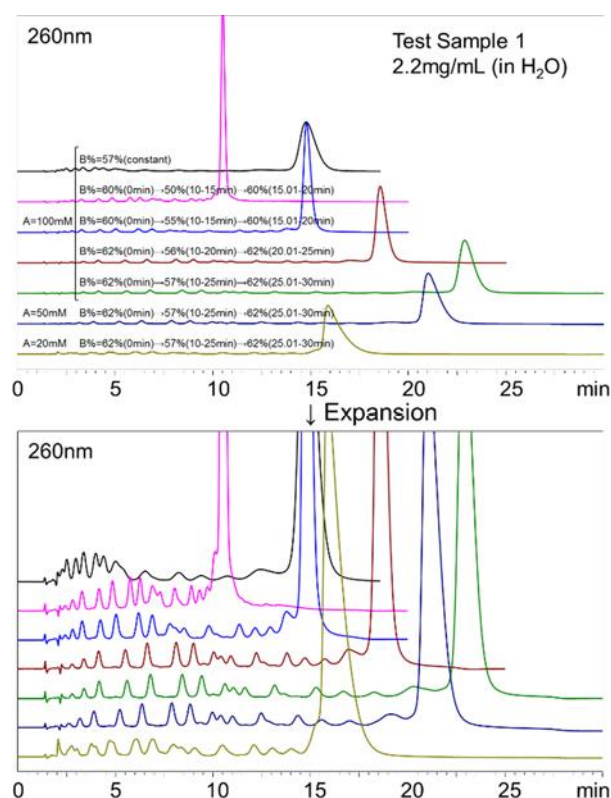 260nm
Test Sample 1
2.2mg/mL (in H₂O)
B%=57%(constant)
B%=60%(0min)→50%(10-15min)→60%(15.01-20min)
A=100mM B%=60%(0min)→55%(10-15min)→60%(15.01-20min)
B%=62%(0min)→56%(10-20min)→62%(20.01-25min)
B%=62%(0min)→57%(10-25min)→62%(25.01-30min)
A=50mM B%=62%(0min)→57%(10-25min)→62%(25.01-30min)
A=20mM B%=62%(0min)→57%(10-25min)→62%(25.01-30min)
0 5 10 15 20 25 min
↓ Expansion
260nm
0 5 10 15 20 25 min